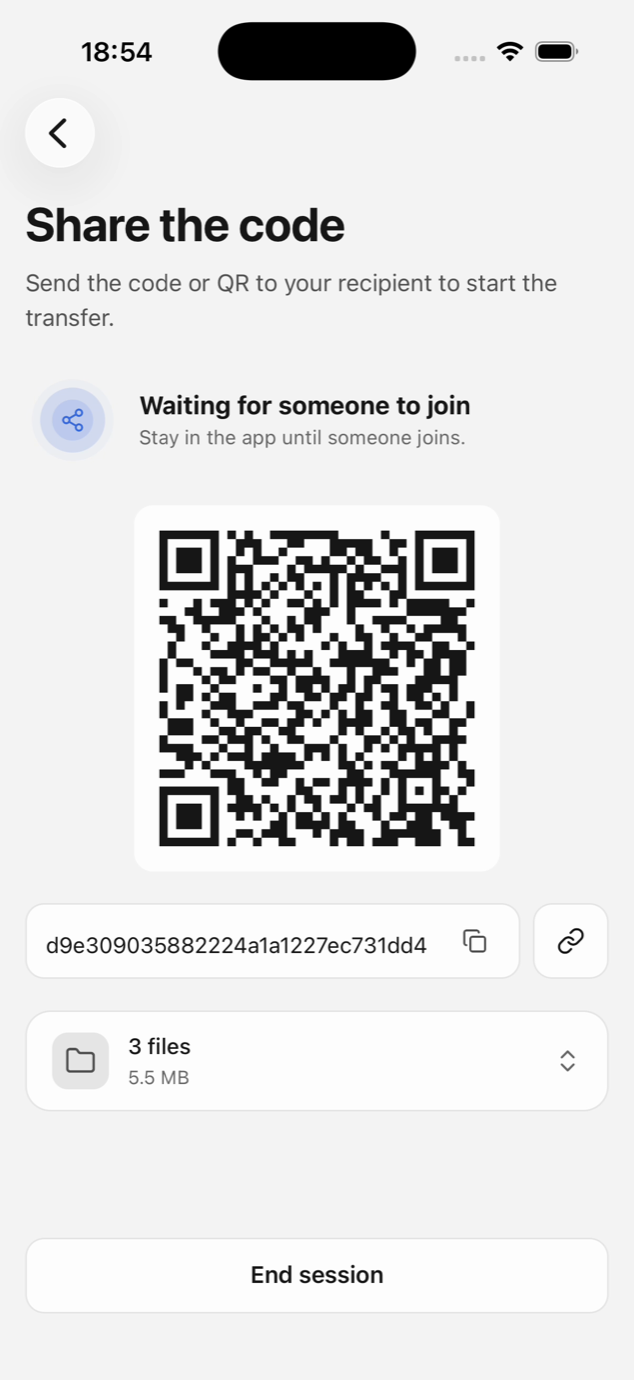 18:54
Share the code
Send the code or QR to your recipient to start the
transfer.
Waiting for someone to join
Stay in the app until someone joins.
d9e309035882224a1a1227ec731dd4
3 files
5.5 MB
End session